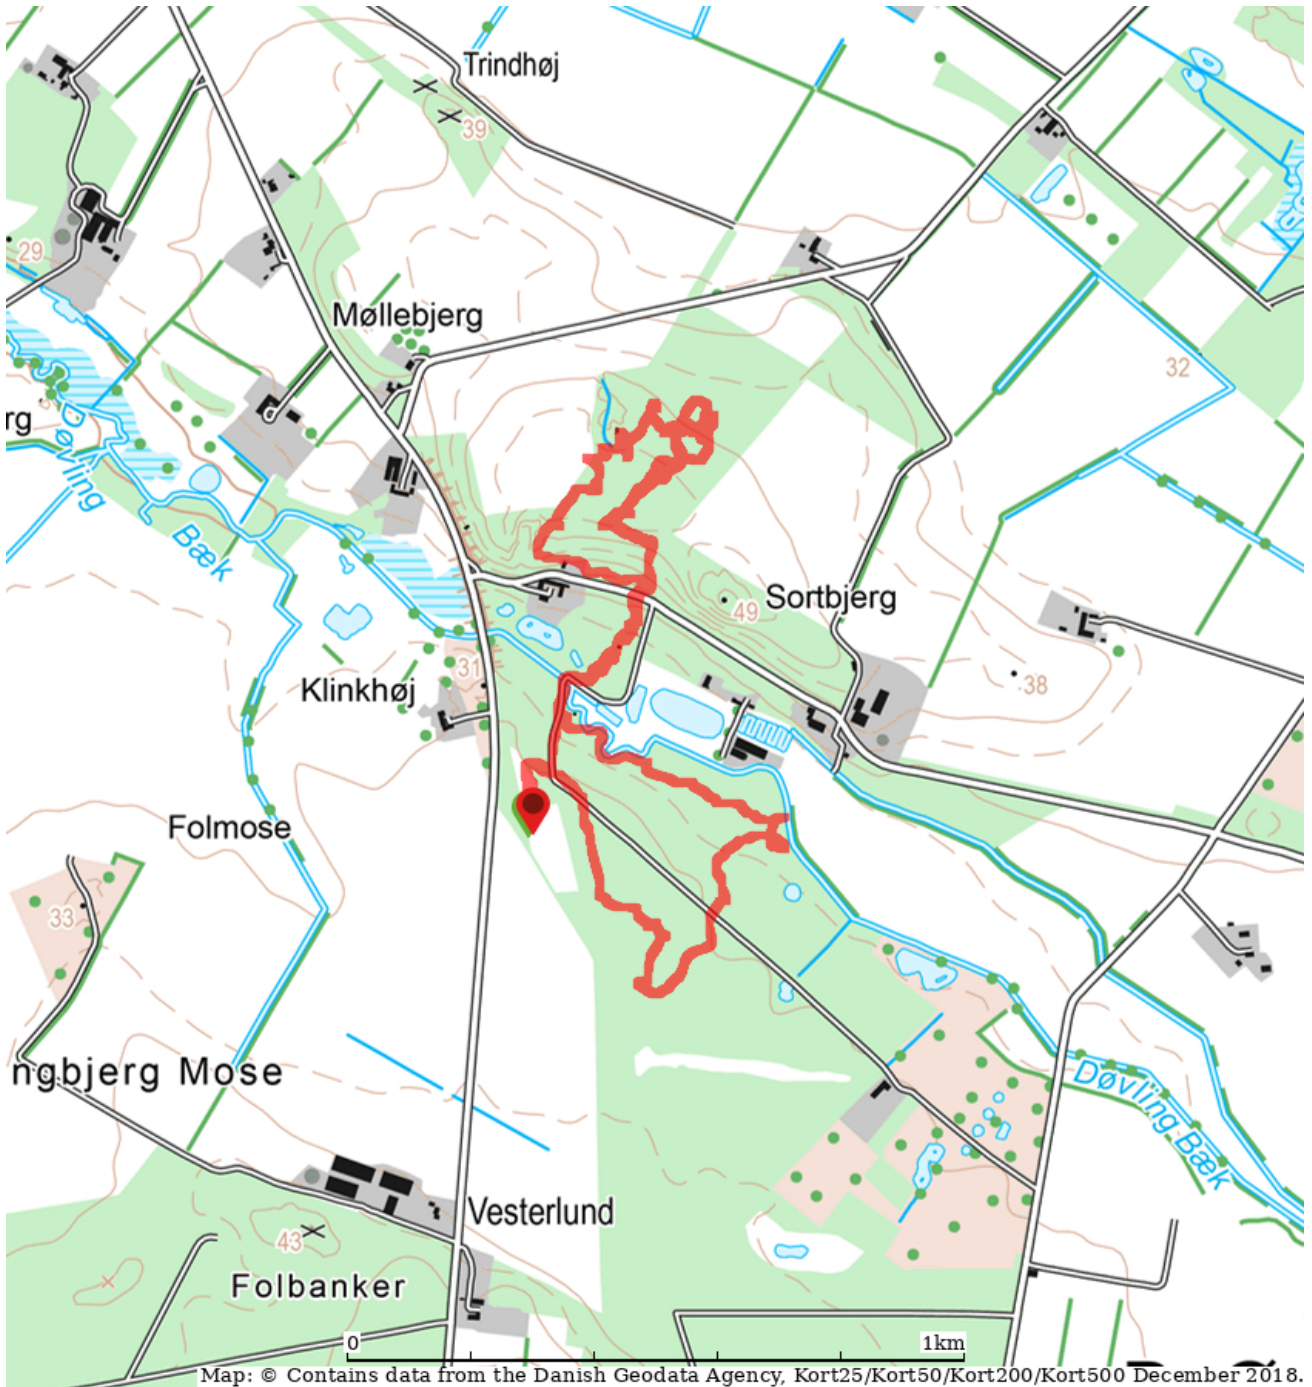 Trindhøj
39
29
Møllebjerg
32
rg
Døvling
Bæk
Sortbjerg
49
31
Klinkhøj
38
Folmose
33
ngbjerg Mose
Døvling Bæk
Vesterlund
43
Folbanker
0
1km
Map: © Contains data from the Danish Geodata Agency, Kort25/Kort50/Kort200/Kort500 December 2018.